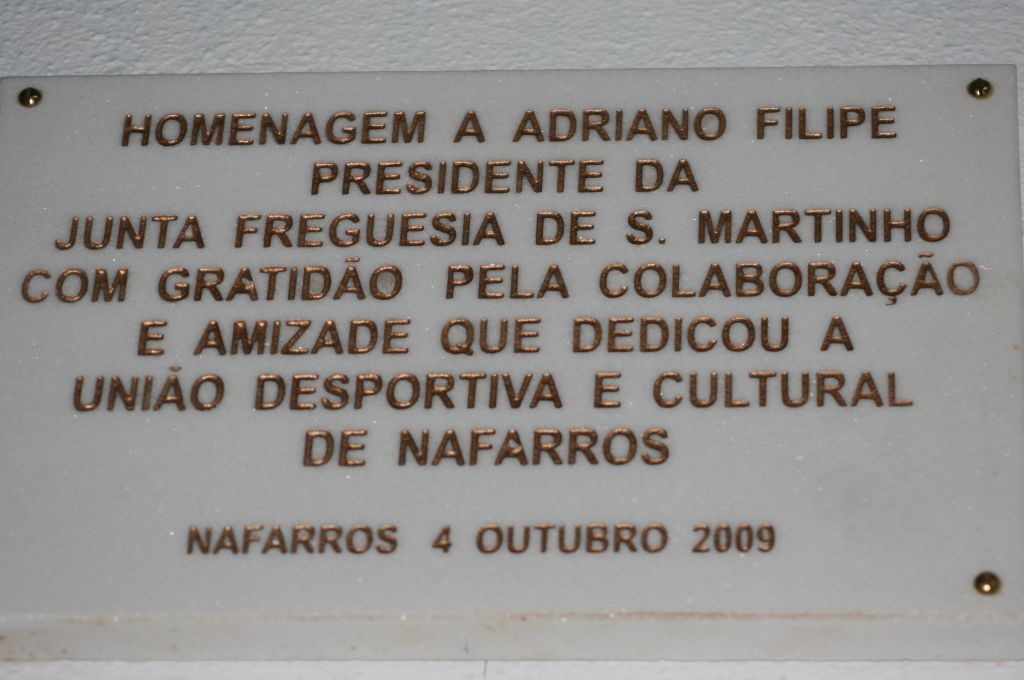 HOMENAGEM A ADRIANO FILIPE
PRESIDENTE DA
JUNTA FREGUESIA DE S. MARTINHO
COM GRATIDÃO PELA COLABORAÇÃO
E AMIZADE QUE DEDICOU A
UNIÃO DESPORTIVA E CULTURAL
DE NAFARROS
NAFARROS 4 OUTUBRO 2009